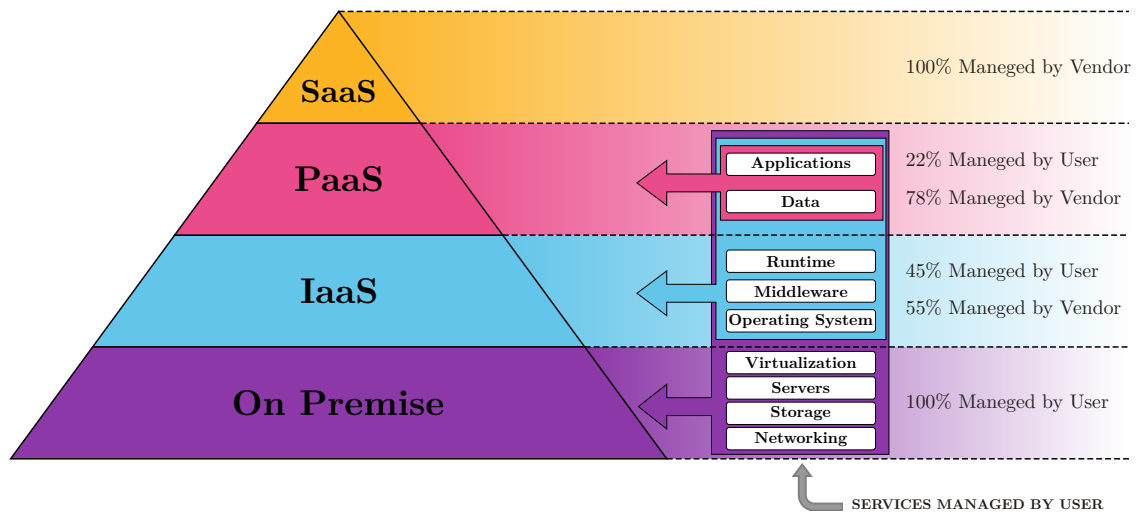 SaaS
100% Maneged by Vendor
PaaS
Applications
Data
22% Maneged by User
78% Maneged by Vendor
IaaS
Runtime
Middleware
Operating System
45% Maneged by User
55% Maneged by Vendor
On Premise
Virtualization
Servers
Storage
Networking
100% Maneged by User
SERVICES MANAGED BY USER